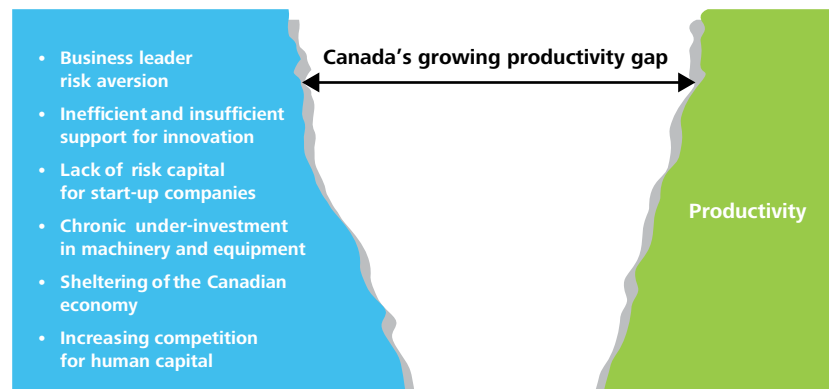 Canada's growing productivity gap
• Business leader
risk aversion
• Inefficient and insufficient
support for innovation
• Lack of risk capital
for start-up companies
• Chronic under-investment
in machinery and equipment
• Sheltering of the Canadian
economy
• Increasing competition
for human capital
Productivity